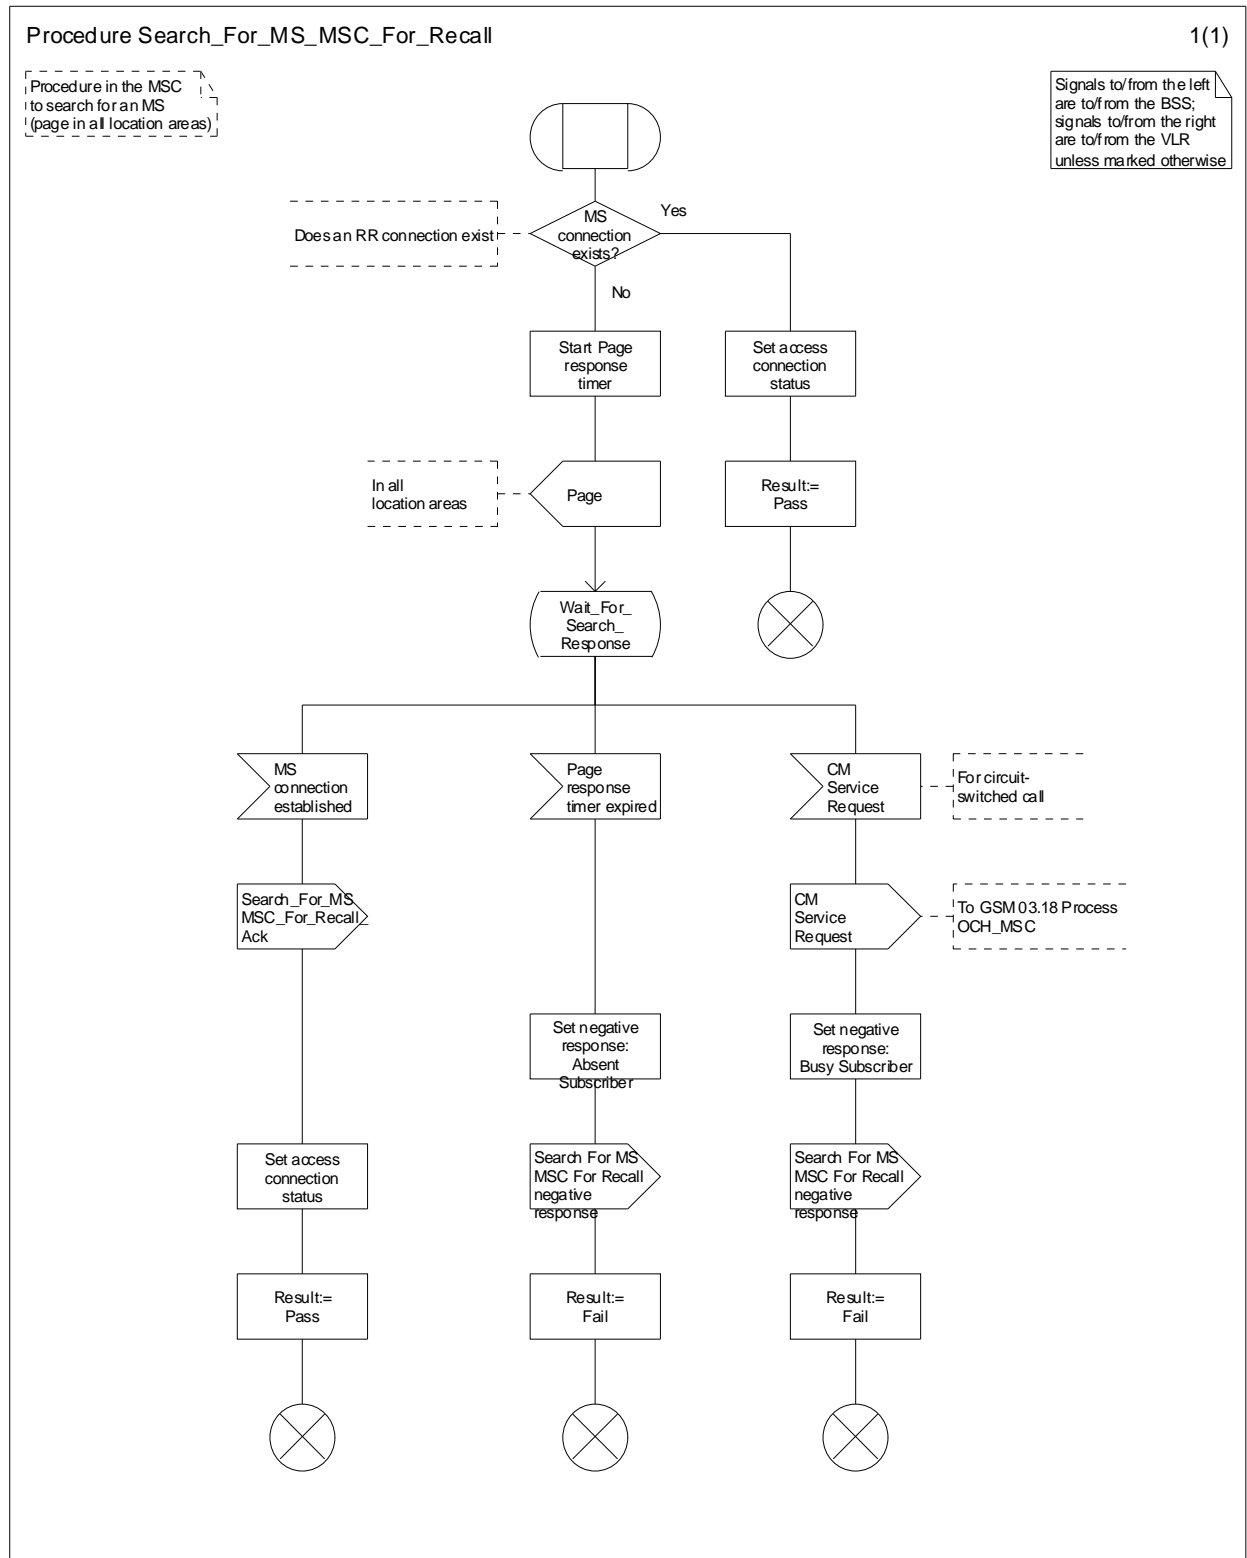 Procedure Search_For_MS_MSC_For_Recall
1(1)
Procedure in the MSC
to search for an MS
(page in all location areas)
Signals to/from the left
are to/from the BSS;
signals to/from the right
are to/from the VLR
unless marked otherwise
MS
connection
exists?
Yes
Does an RR connection exist
No
Start Page
response
timer
Set access
connection
status
In all
location areas
Page
Result:=
Pass
Wait_For_
Search_
Response
MS
connection
established
Page
response
timer expired
CM
Service
Request
For circuit-
switched call
Search_For_MS
MSC_For_Recall_
Ack
CM
Service
Request
To GSM 03.18 Process
OCH_MSC
Set negative
response:
Absent
Subscriber
Set negative
response:
Busy Subscriber
Set access
connection
status
Search For MS
MSC For Recall
negative
response
Search For MS
MSC For Recall
negative
response
Result:=
Pass
Result:=
Fail
Result:=
Fail